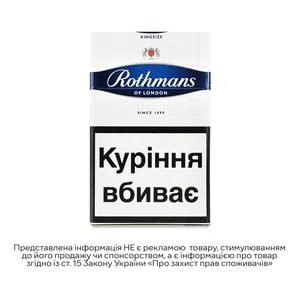 KINGSIZE
Rothmans
OF LONDON
SINCE 1890
Куріння
вбиває
Представлена інформація НЕ є рекламою товару, стимулюванням
до його продажу чи спонсорством, а є інформацією про товар
згідно із ст. 15 Закону України «Про захист прав споживачів»